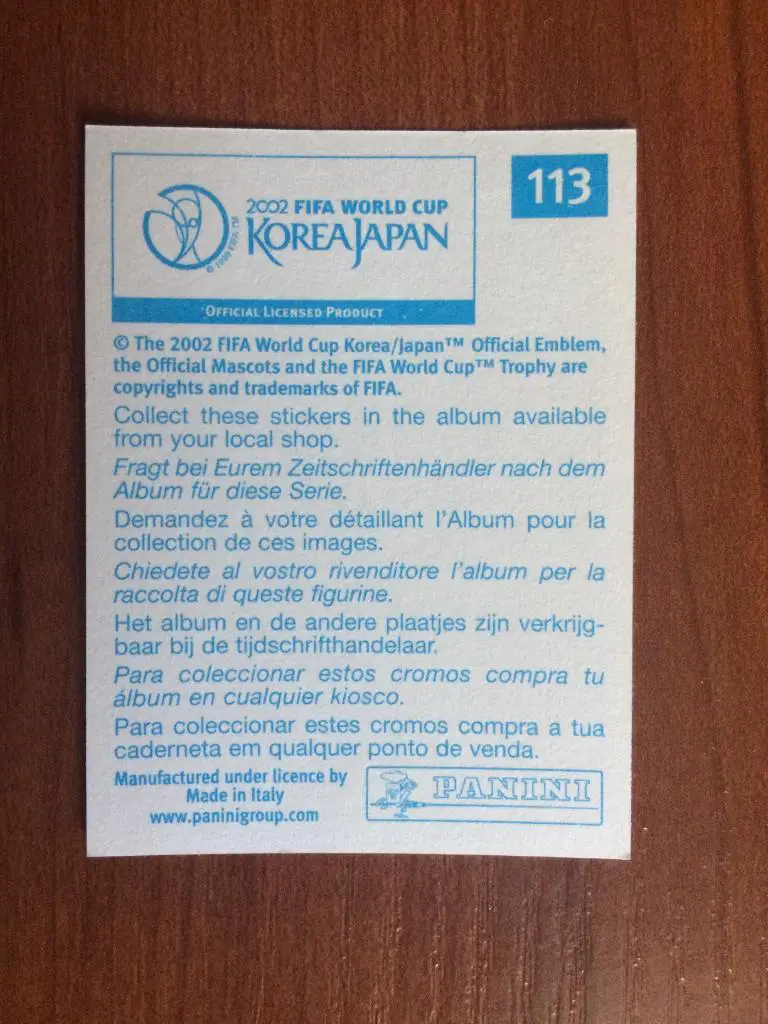 113
2002 FIFA WORLD CUP
KOREAJAPAN
© 1999 FIFA ™
OFFICIAL LICENSED PRODUCT
© The 2002 FIFA World Cup Korea/Japan™ Official Emblem,
the Official Mascots and the FIFA World Cup™ Trophy are
copyrights and trademarks of FIFA.
Collect these stickers in the album available
from your local shop.
Fragt bei Eurem Zeitschriftenhändler nach dem
Album für diese Serie.
Demandez à votre détaillant l'Album pour la
collection de ces images.
Chiedete al vostro rivenditore l'album per la
raccolta di queste figurine.
Het album en de andere plaatjes zijn verkrijg-
baar bij de tijdschrifthandelaar.
Para coleccionar estos cromos compra tu
álbum en cualquier kiosco.
Para coleccionar estes cromos compra a tua
caderneta em qualquer ponto de venda.
Manufactured under licence by
Made in Italy
www.paninigroup.com
PANINI